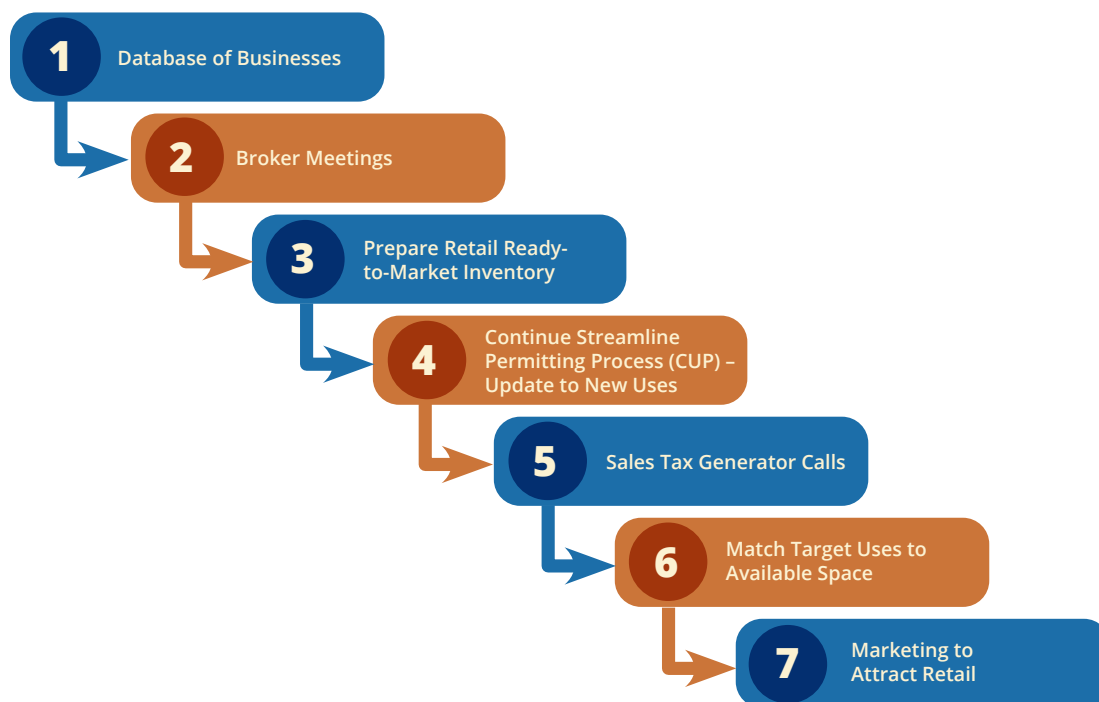 1
Database of Businesses
2
Broker Meetings
3
Prepare Retail Ready-
to-Market Inventory
4
Continue Streamline
Permitting Process (CUP) –
Update to New Uses
5
Sales Tax Generator Calls
6
Match Target Uses to
Available Space
7
Marketing to
Attract Retail